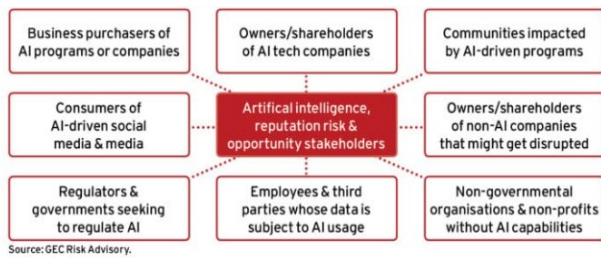 Business purchasers of
AI programs or companies
Owners/shareholders
of AI tech companies
Communities impacted
by AI-driven programs
Consumers of
AI-driven social
media & media
Artifical intelligence,
reputation risk &
opportunity stakeholders
Owners/shareholders
of non-AI companies
that might get disrupted
Regulators &
governments seeking
to regulate AI
Employees & third
parties whose data is
subject to AI usage
Non-governmental
organisations & non-profits
without AI capabilities
Source: GEC Risk Advisory.